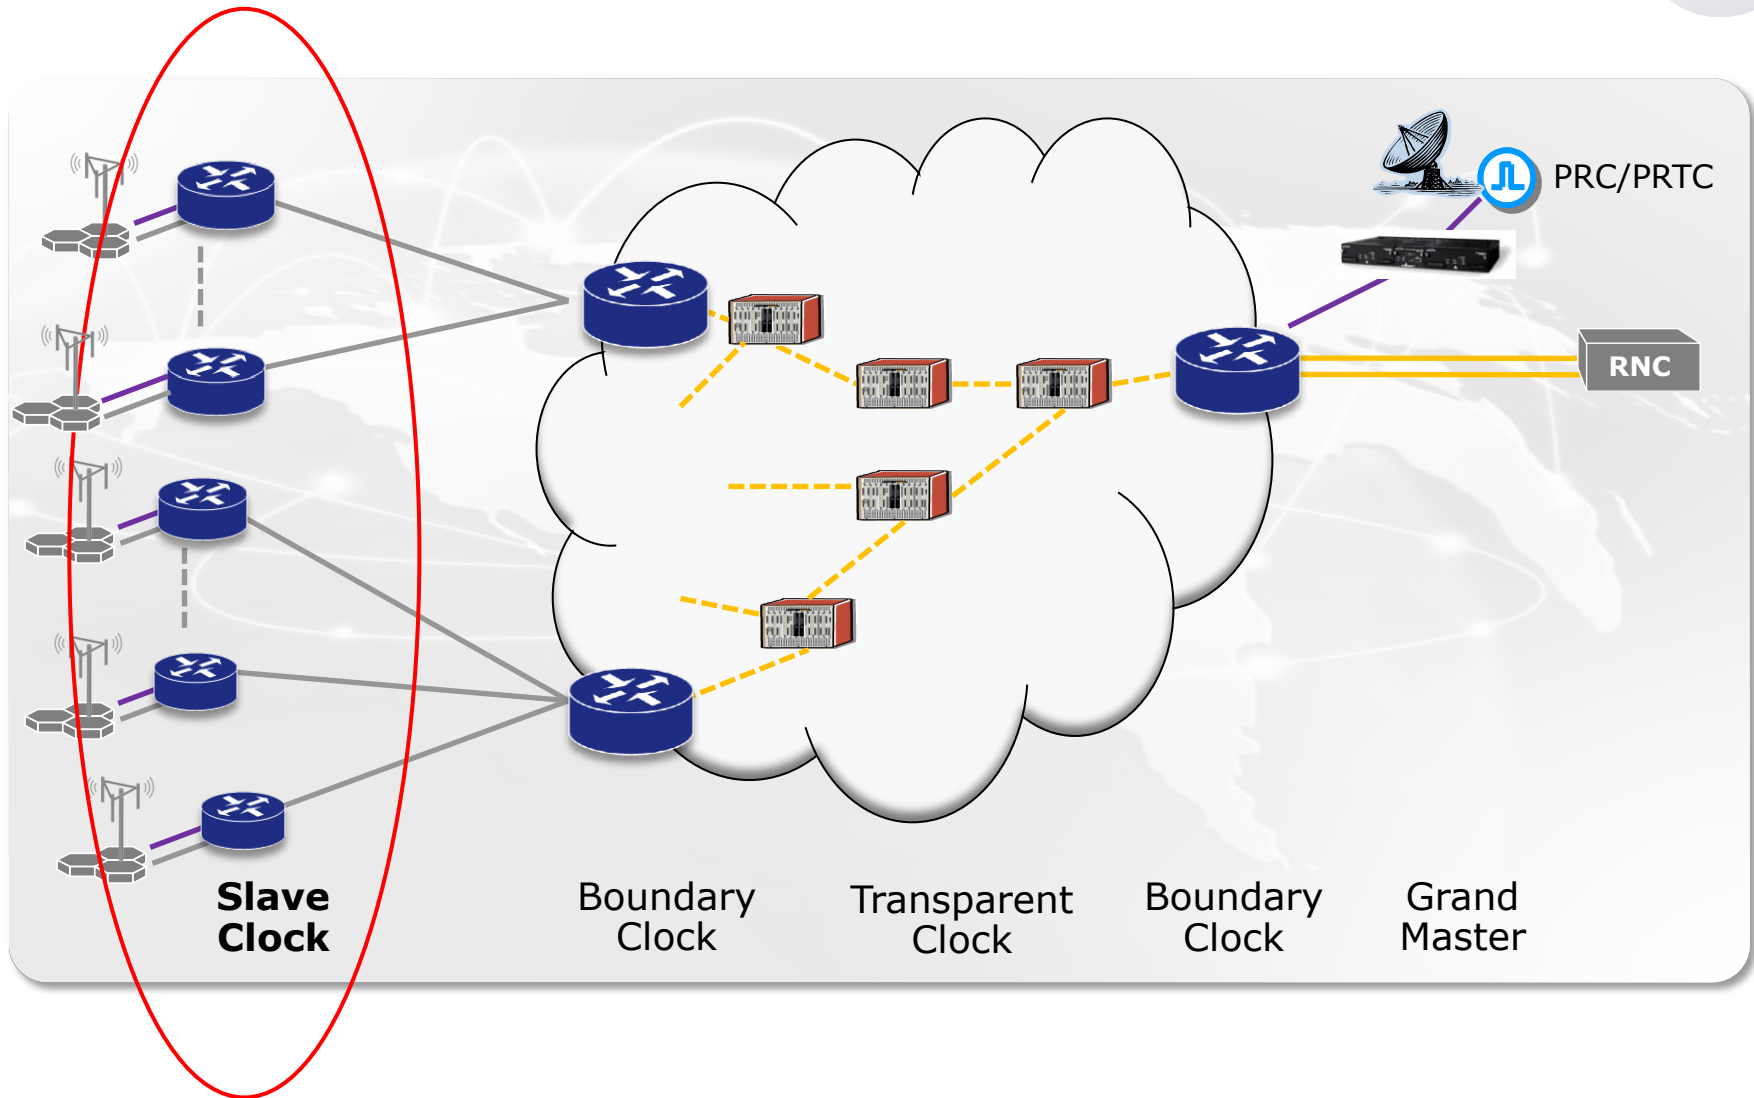 PRC/PRTC
RNC
Slave
Clock
Boundary
Clock
Transparent
Clock
Boundary
Clock
Grand
Master